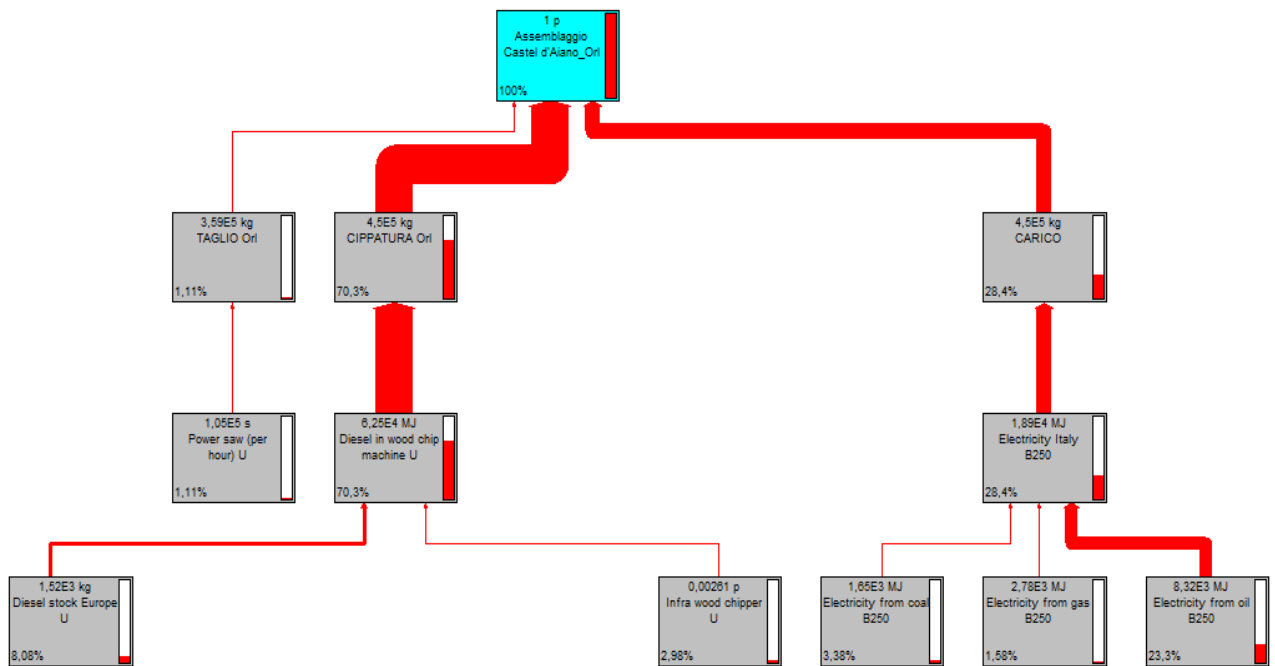 1 p
Assemblaggio
Castel d'Aiano_Orl
100%
3,59E5 kg
TAGLIO Orl
1,11%
4,5E5 kg
CIPPATURA Orl
70,3%
4,5E5 kg
CARICO
28,4%
1,05E5 s
Power saw (per
hour) U
1,11%
6,25E4 MJ
Diesel in wood chip
machine U
70,3%
1,89E4 MJ
Electricity Italy
B250
28,4%
1,52E3 kg
Diesel stock Europe
U
8,08%
0,00261 p
Infra wood chipper
U
2,98%
1,65E3 MJ
Electricity from coal
B250
3,38%
2,78E3 MJ
Electricity from gas
B250
1,58%
8,32E3 MJ
Electricity from oil
B250
23,3%